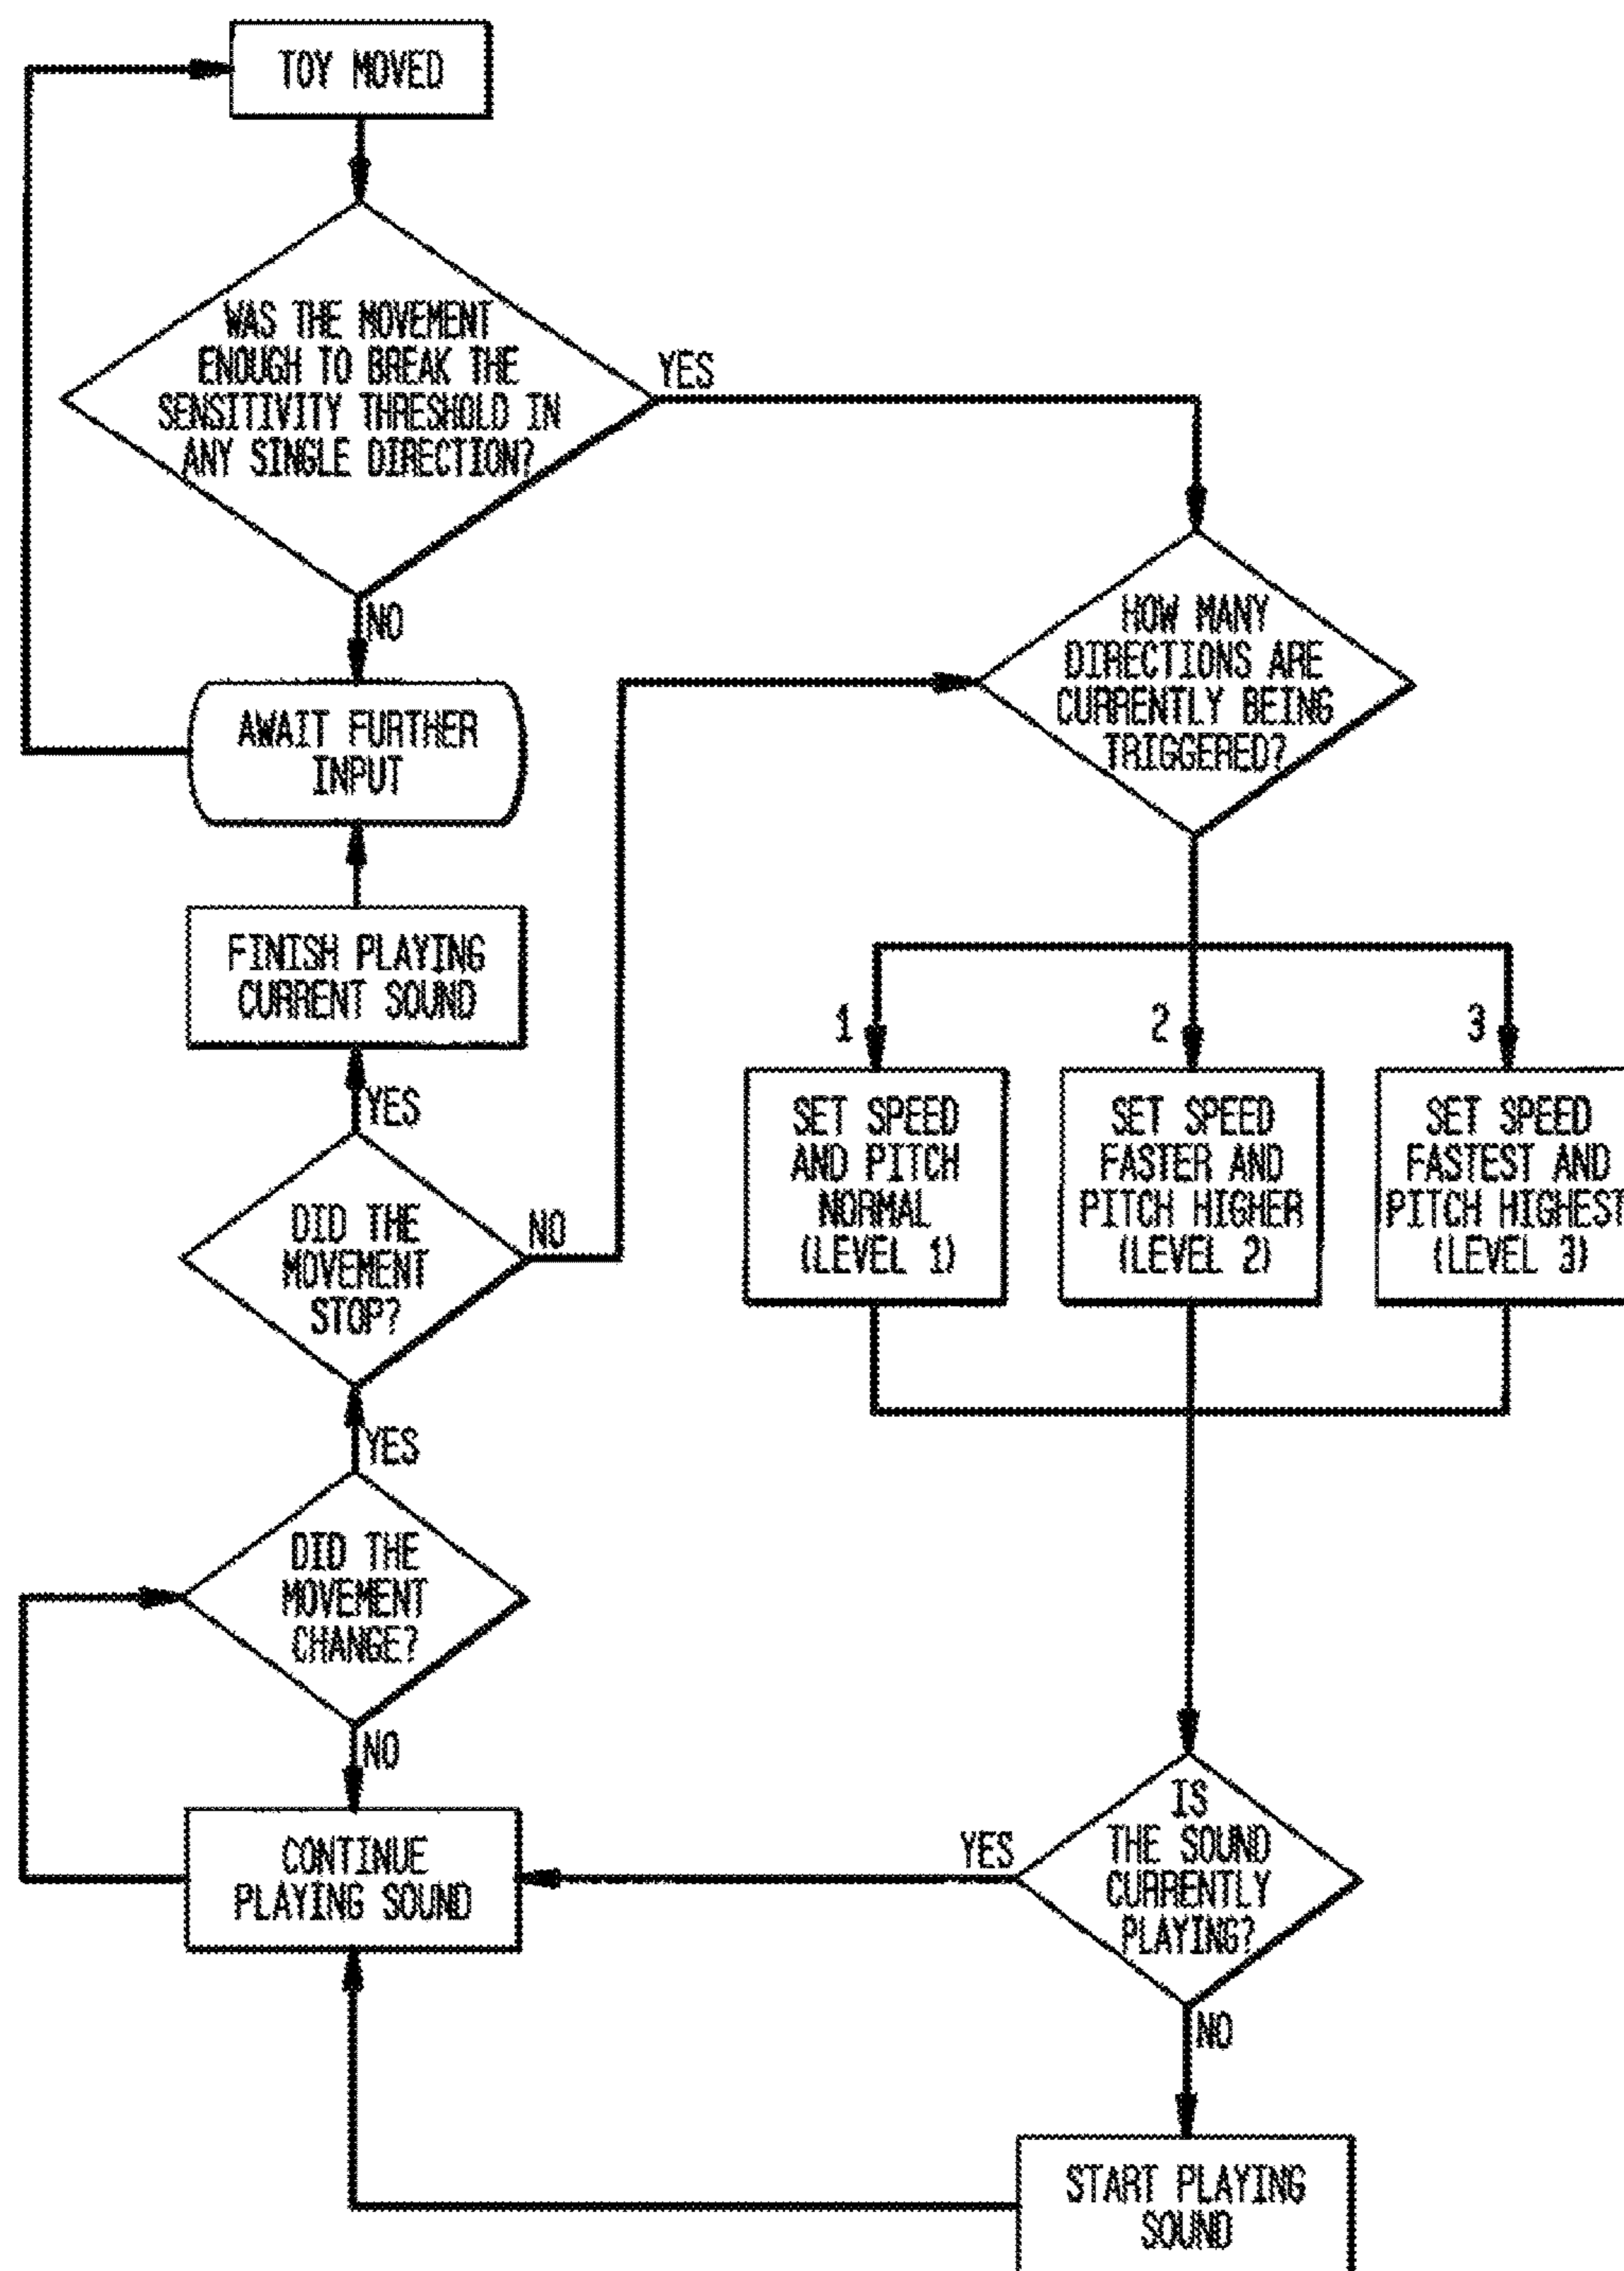 TOY MOVED
WAS THE MOVEMENT
ENOUGH TO BREAK THE
SENSITIVITY THRESHOLD IN
ANY SINGLE DIRECTION?
YES
NO
AWAIT FURTHER
INPUT
HOW MANY
DIRECTIONS ARE
CURRENTLY BEING
TRIGGERED?
FINISH PLAYING
CURRENT SOUND
1
2
3
SET SPEED
AND PITCH
NORMAL
(LEVEL 1)
SET SPEED
FASTER AND
PITCH HIGHER
(LEVEL 2)
SET SPEED
FASTEST AND
PITCH HIGHEST
(LEVEL 3)
YES
DID THE
MOVEMENT
STOP?
NO
YES
DID THE
MOVEMENT
CHANGE?
NO
CONTINUE
PLAYING SOUND
YES
IS
THE SOUND
CURRENTLY
PLAYING?
NO
START PLAYING
SOUND